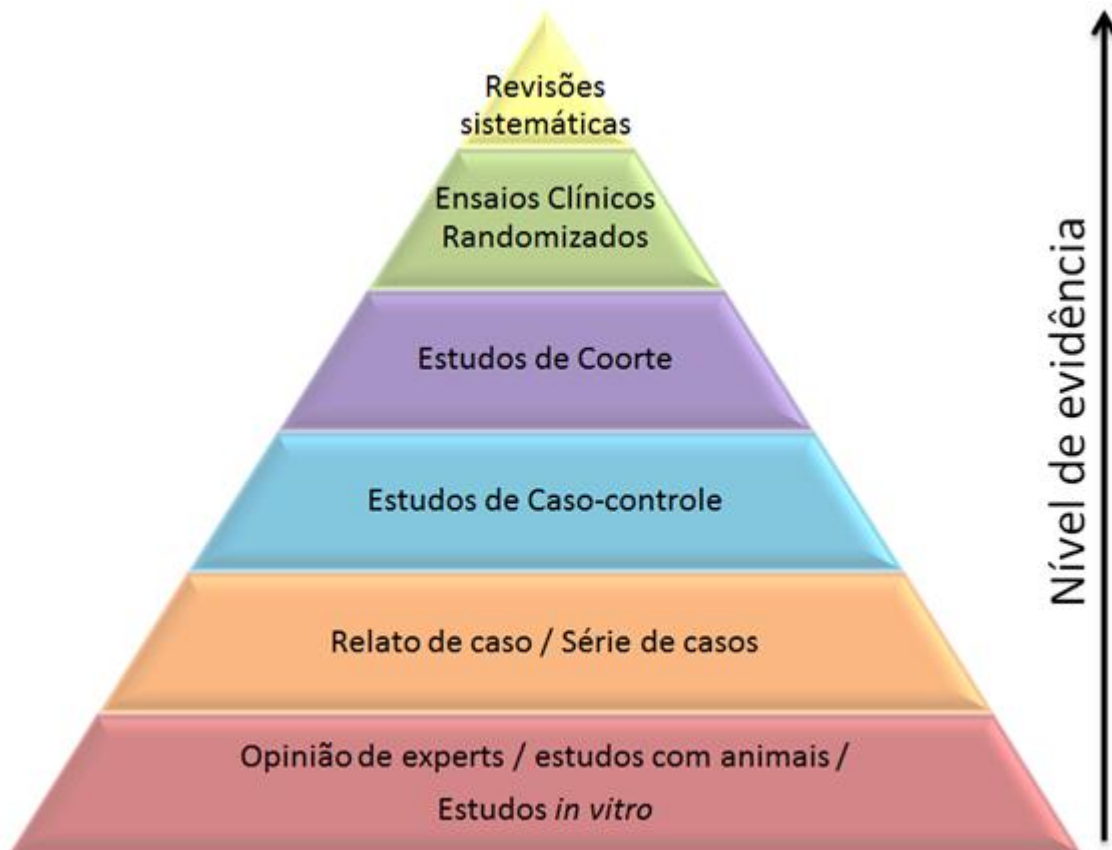 Revisões
sistemáticas
Ensaios Clínicos
Randomizados
Estudos de Coorte
Estudos de Caso-controle
Relato de caso / Série de casos
Opinião de experts / estudos com animais /
Estudos in vitro
Nível de evidência